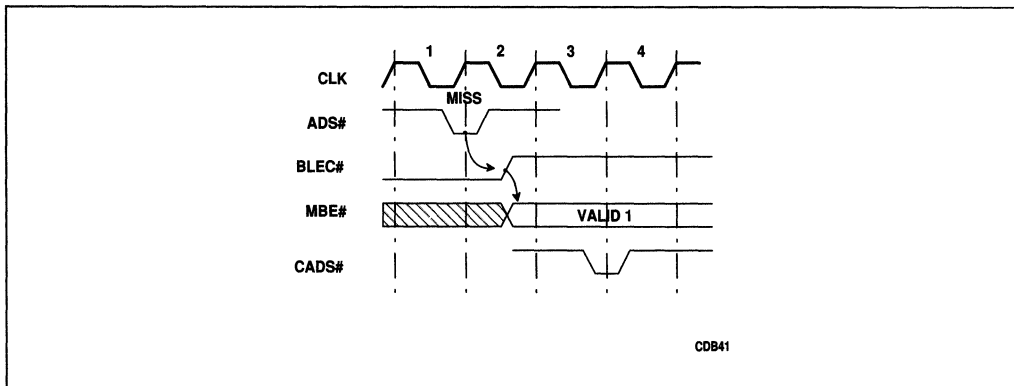 1 2 3 4
CLK
MISS
ADS#
BLEC#
MBE#
VALID 1
CADS#
CDB41